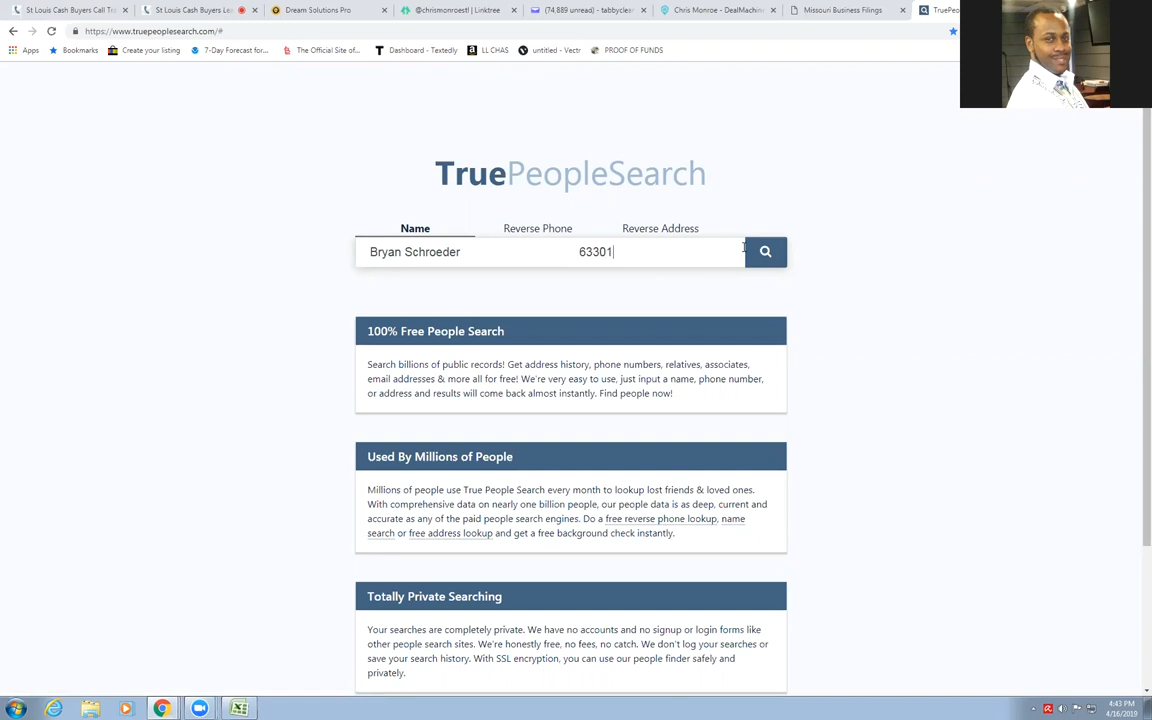 St Louis Cash Buyers Call Tra
St Louis Cash Buyers Lea
Dream Solutions Pro
@chrismonroestl | Linktree
(74,889 unread) - tabbyclear
Chris Monroe - DealMachine
Missouri Business Filings
TruePeop
https://www.truepeoplesearch.com/#
Apps
Bookmarks
Create your listing
7-Day Forecast for...
The Official Site of...
Dashboard - Textedly
LL CHAS
untitled - Vectr
PROOF OF FUNDS
TruePeopleSearch
Name
Reverse Phone
Reverse Address
Bryan Schroeder
63301
100% Free People Search
Search billions of public records! Get address history, phone numbers, relatives, associates,
email addresses & more all for free! We're very easy to use, just input a name, phone number,
or address and results will come back almost instantly. Find people now!
Used By Millions of People
Millions of people use True People Search every month to lookup lost friends & loved ones.
With comprehensive data on nearly one billion people, our people data is as deep, current and
accurate as any of the paid people search engines. Do a free reverse phone lookup, name
search or free address lookup and get a free background check instantly.
Totally Private Searching
Your searches are completely private. We have no accounts and no signup or login forms like
other people search sites. We're honestly free, no fees, no catch. We don't log your searches or
save your search history. With SSL encryption, you can use our people finder safely and
privately.
4:43 PM
4/16/2019